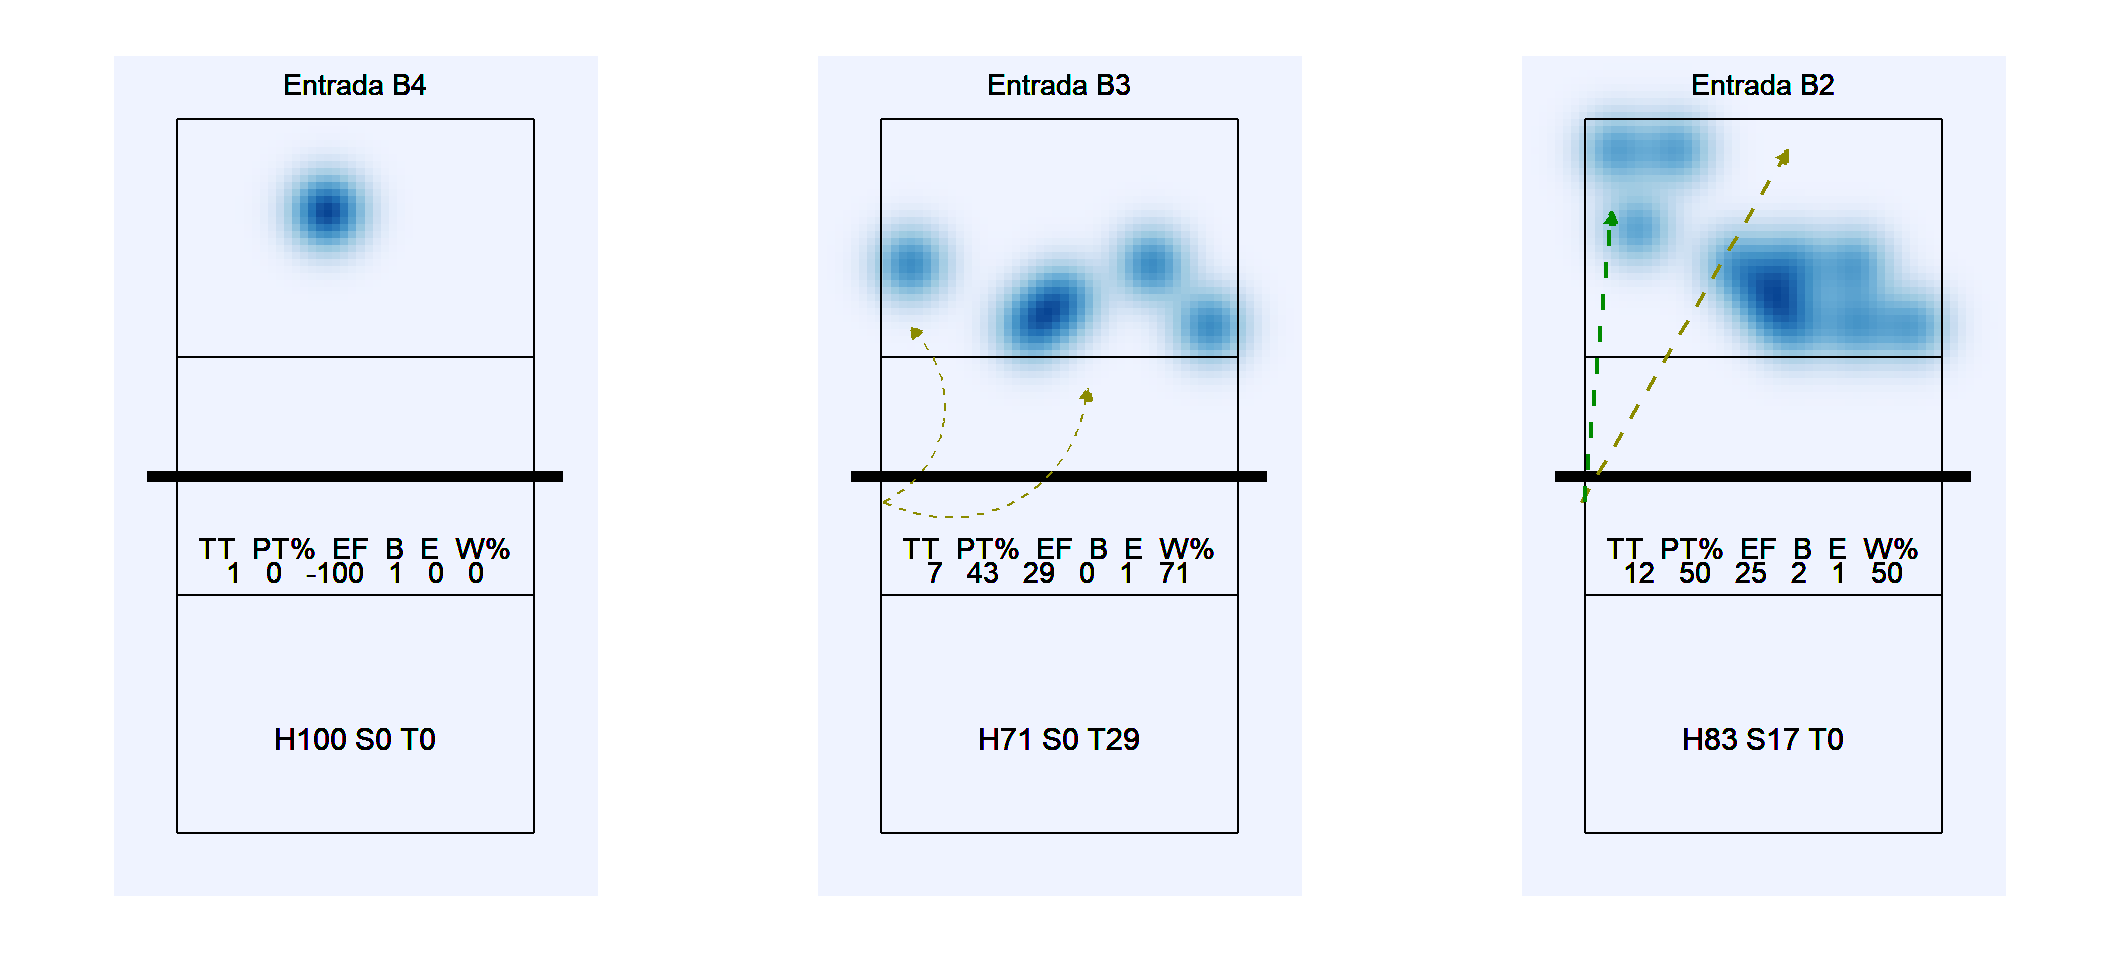 Entrada B4
TT PT% EF B E W%
1 0 -100 1 0 0
H100 S0 T0
Entrada B3
TT PT% EF B E W%
7 43 29 0 1 71
H71 S0 T29
Entrada B2
TT PT% EF B E W%
12 50 25 2 1 50
H83 S17 T0